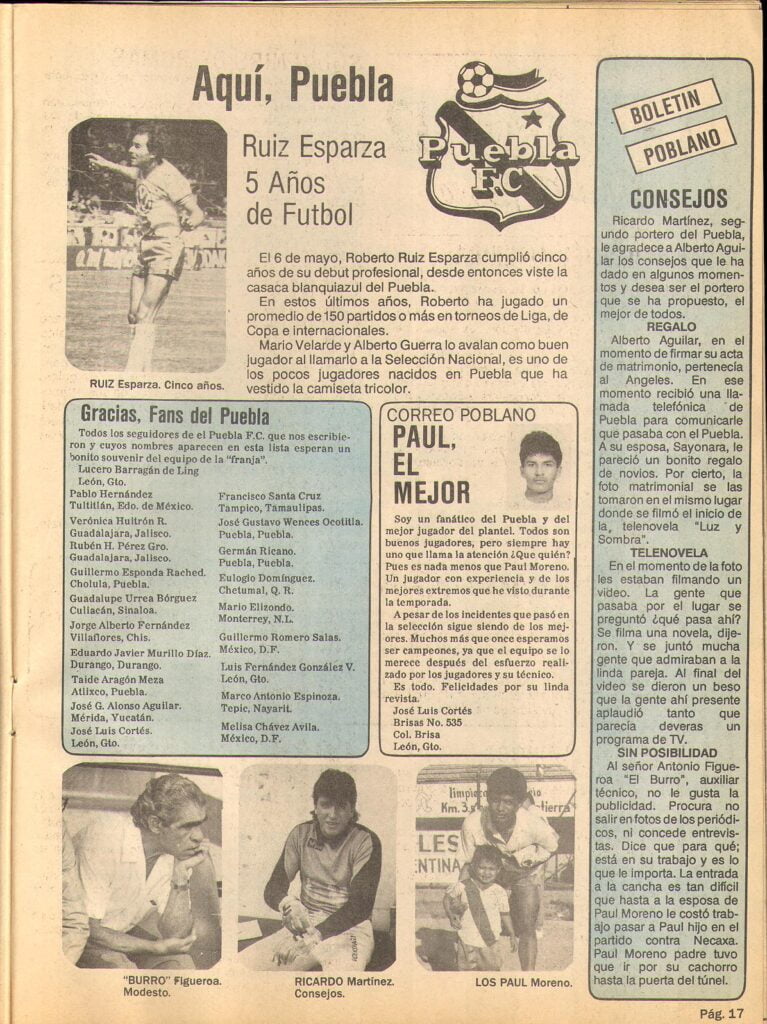 Aquí, Puebla
Puebla
F.C
Ruiz Esparza
5 Años
de Futbol
El 6 de mayo, Roberto Ruiz Esparza cumplió cinco
años de su debut profesional, desde entonces viste la
casaca blanquiazul del Puebla.
En estos últimos años, Roberto ha jugado un
promedio de 150 partidos o más en torneos de Liga, de
Copa e internacionales.
Mario Velarde y Alberto Guerra lo avalan como buen
jugador al llamarlo a la Selección Nacional, es uno de
los pocos jugadores nacidos en Puebla que ha
vestido la camiseta tricolor.
RUIZ Esparza. Cinco años.
Gracias, Fans del Puebla
Todos los seguidores de el Puebla F.C. que nos escribie-
ron y cuyos nombres aparecen en esta lista esperan un
bonito souvenir del equipo de la "franja".
Lucero Barragán de Ling
León, Gto.
Pablo Hernández
Tultitlán, Edo. de México.
Verónica Hultrón R.
Guadalajara, Jalisco.
Rubén H. Pérez Gro.
Guadalajara, Jalisco.
Guillermo Esponda Rached.
Cholula, Puebla.
Guadalupe Urrea Bórguez
Culiacán, Sinaloa.
Jorge Alberto Fernández
Villaflores, Chis.
Eduardo Javier Murillo Díaz.
Durango, Durango.
Taide Aragón Meza
Atlixco, Puebla.
José G. Alonso Aguilar.
Mérida, Yucatán.
José Luis Cortés.
León, Gto.
Francisco Santa Cruz
Tampico, Tamaulipas.
José Gustavo Wences Ocotilla.
Puebla, Puebla.
Germán Ricano.
Puebla, Puebla.
Eulogio Domínguez.
Chetumal, Q. R.
Mario Elizondo.
Monterrey, N.L.
Guillermo Romero Salas.
México, D.F.
Luis Fernández González V.
León, Gto.
Marco Antonio Espinoza.
Tepic, Nayarit.
Melisa Chávez Avila.
México, D.F.
CORREO POBLANO
PAUL,
EL
MEJOR
Soy un fanático del Puebla y del
mejor jugador del plantel. Todos son
buenos jugadores, pero siempre hay
uno que llama la atención ¿Que quién?
Pues es nada menos que Paul Moreno.
Un jugador con experiencia y de los
mejores extremos que he visto durante
la temporada.
A pesar de los incidentes que pasó en
la selección sigue siendo de los mej-
ores. Muchos más que once esperamos
ser campeones, ya que el equipo se lo
merece después del esfuerzo reali-
zado por los jugadores y su técnico.
Es todo. Felicidades por su linda
revista.
José Luis Cortés
Brisas No. 535
Col. Brisa
León, Gto.
BOLETIN
POBLANO
CONSEJOS
Ricardo Martínez, seg-
undo portero del Puebla,
le agradece a Alberto Agui-
lar los consejos que le ha
dado en algunos momen-
tos y desea ser el portero
que se ha propuesto, el
mejor de todos.
REGALO
Alberto Aguilar, en el
momento de firmar su acta
de matrimonio, pertenecía
al Angeles. En ese
momento recibió una lla-
mada telefónica de
Puebla para comunicarle
que pasaba con el Puebla.
A su esposa, Sayonara, le
pareció un bonito regalo
de novios. Por cierto, la
foto matrimonial se las
tomaron en el mismo lugar
donde se filmó el inicio de
la, telenovela "Luz y
Sombra".
TELENOVELA
En el momento de la foto
les estaban filmando un
video. La gente que
pasaba por el lugar se
preguntó ¿qué pasa ahí?
Se filma una novela, dije-
ron. Y se juntó mucha
gente que admiraban a la
linda pareja. Al final del
video se dieron un beso
que la gente ahí presente
aplaudió tanto que
parecía deveras un
programa de TV.
SIN POSIBILIDAD
Al señor Antonio Figue-
roa "El Burro", auxiliar
técnico, no le gusta la
publicidad. Procura no
salir en fotos de los periódi-
cos, ni concede entrevis-
tas. Dice que para qué;
está en su trabajo y es lo
que le importa. La entrada
a la cancha es tan difícil
que hasta a la esposa de
Paul Moreno le costó trab-
ajo pasar a Paul hijo en el
partido contra Necaxa.
Paul Moreno padre tuvo
que ir por su cachorro
hasta la puerta del túnel.
limpie
Km. 3.5
tierra
LES
ENTINA
"BURRO" Figueroa.
Modesto.
RICARDO Martínez.
Consejos.
LOS PAUL Moreno.
Pág. 17